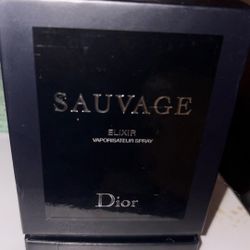 SAUVAGE
ELIXIR
VAPORISATEUR SPRAY
Dior